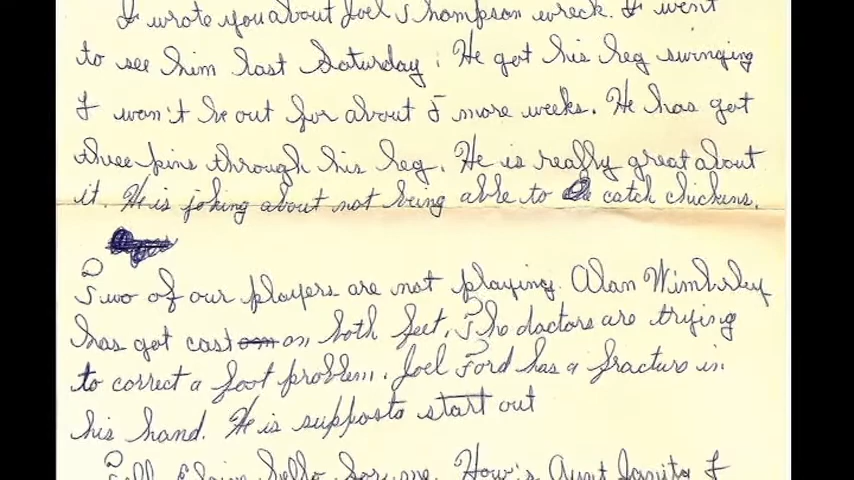 I wrote you about Joel Thompson wreck. I went
to see him last Saturday. He got his leg swinging
I won't be out for about 5 more weeks. He has got
three pins through his leg. He is really great about
it. He is joking about not being able to catch chickens.
Two of our players are not playing. Alan Wimberley
has got cast on both feet. The doctors are trying
to correct a foot problem. Joel Ford has a fracture in
his hand. He is supposto start out
Tell Elaine hello for me. How's Aunt Janita &